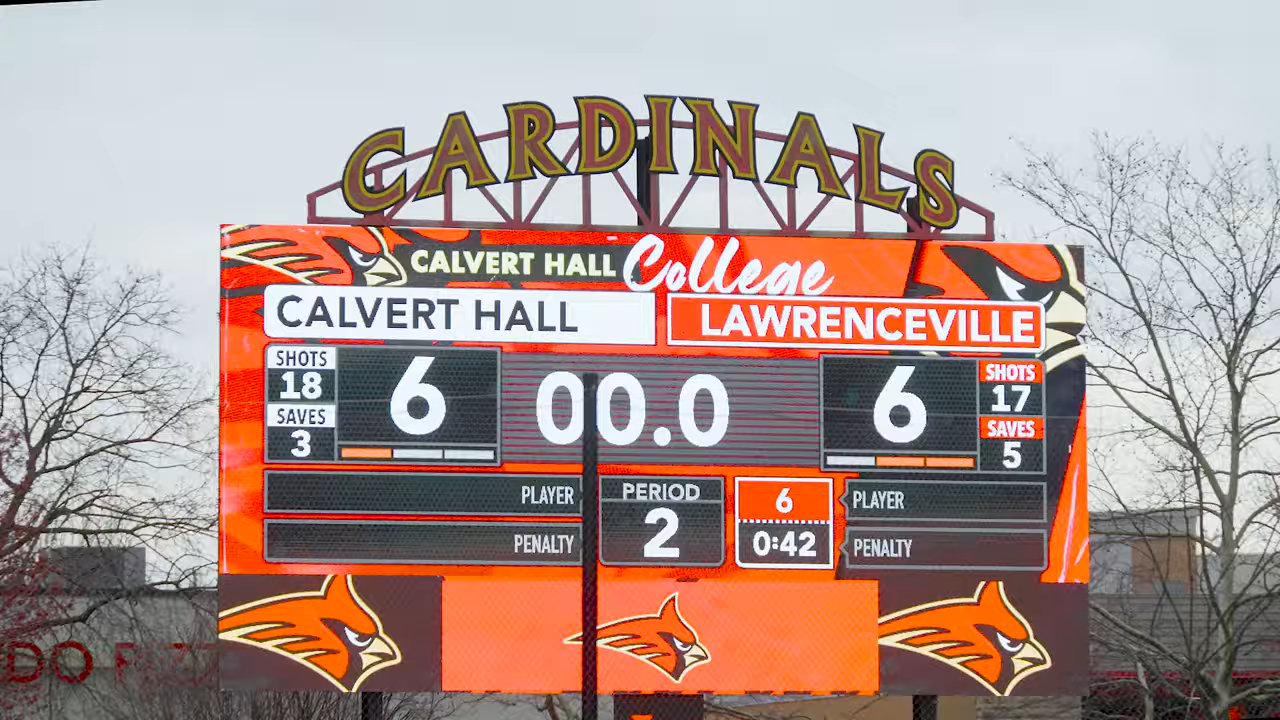 CARDINALS
CALVERT HALL College
CALVERT HALL LAWRENCEVILLE
SHOTS 18 6 00.0 6 SHOTS 17
SAVES 3 SAVES 5
PLAYER PERIOD 6 PLAYER
PENALTY 2 0:42 PENALTY
DO